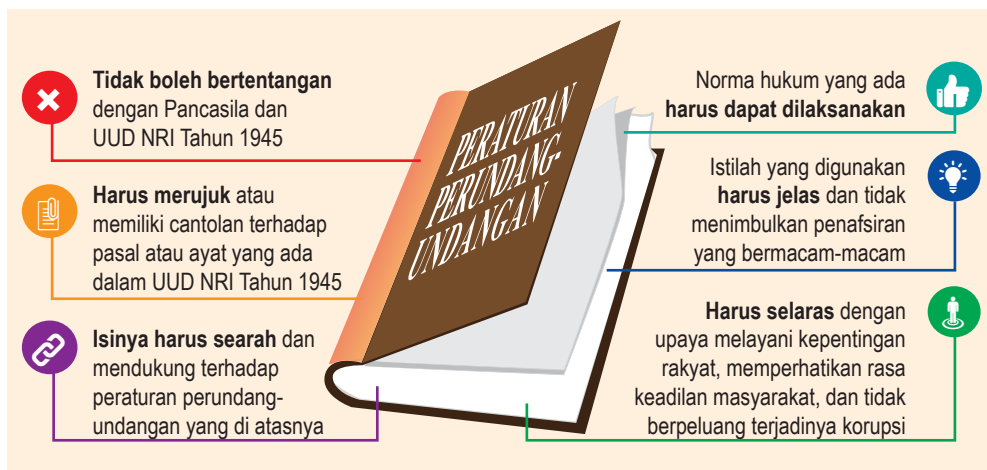 Tidak boleh bertentangan
dengan Pancasila dan
UUD NRI Tahun 1945
Harus merujuk atau
memiliki cantolan terhadap
pasal atau ayat yang ada
dalam UUD NRI Tahun 1945
Isinya harus searah dan
mendukung terhadap
peraturan perundang-
undangan yang di atasnya
PERATURAN
PERUNDANG-
UNDANGAN
Norma hukum yang ada
harus dapat dilaksanakan
Istilah yang digunakan
harus jelas dan tidak
menimbulkan penafsiran
yang bermacam-macam
Harus selaras dengan
upaya melayani kepentingan
rakyat, memperhatikan rasa
keadilan masyarakat, dan tidak
berpeluang terjadinya korupsi